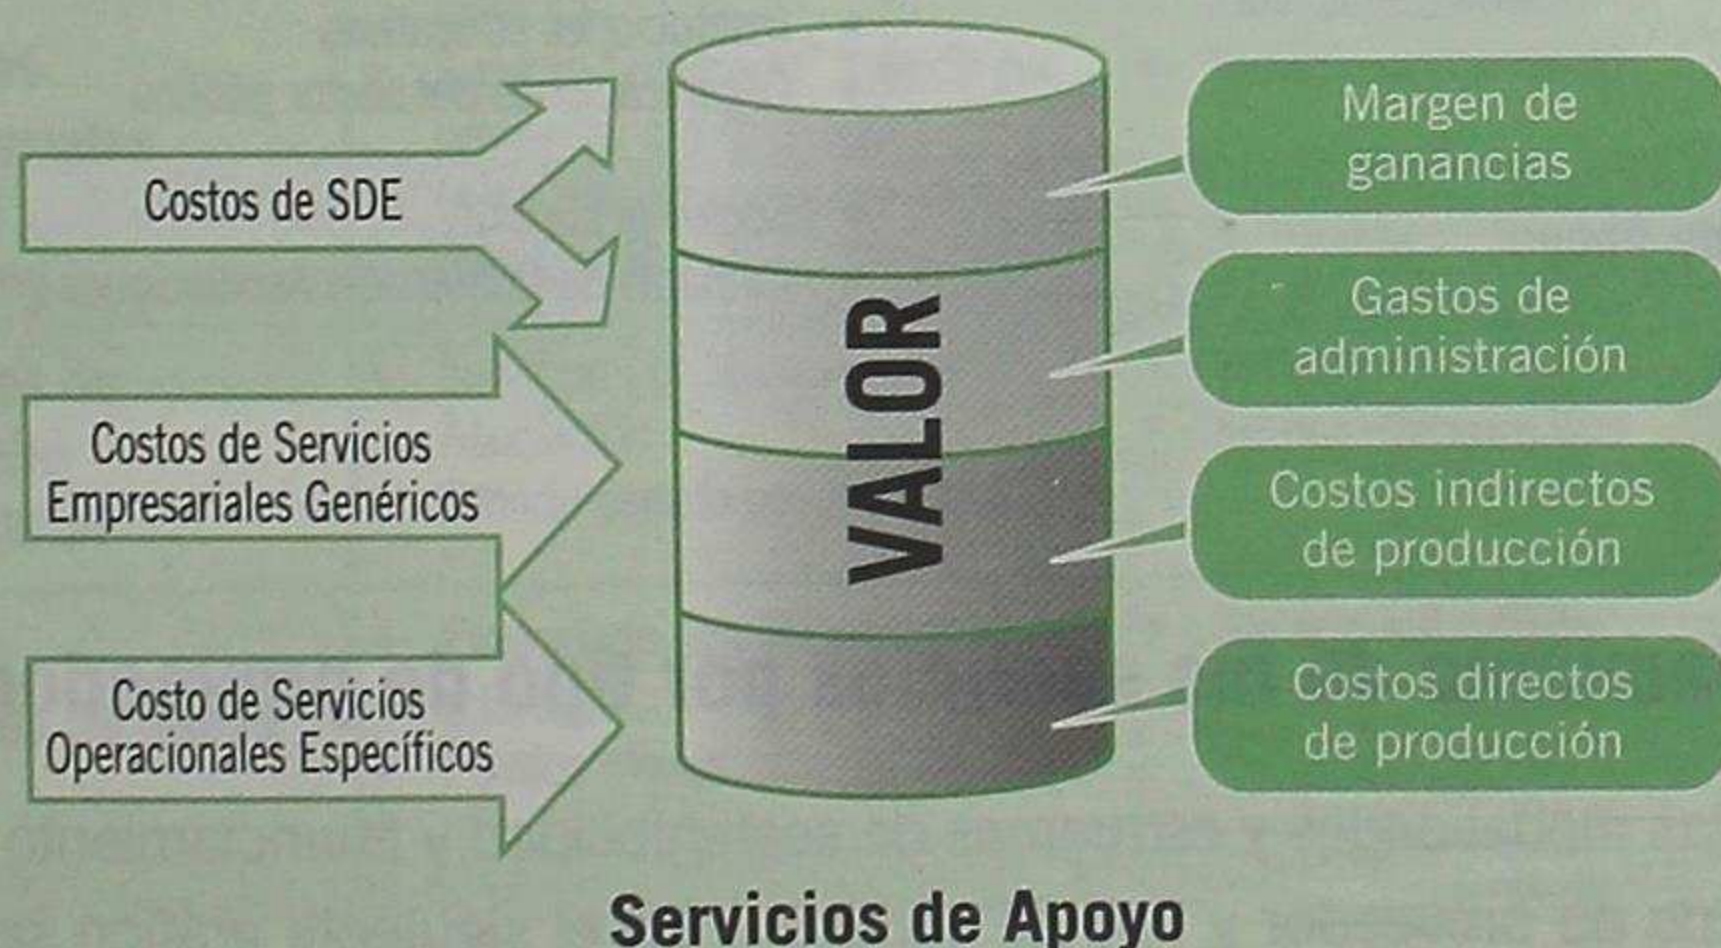 Costos de SDE
Costos de Servicios
Empresariales Genéricos
Costo de Servicios
Operacionales Específicos
VALOR
Margen de
ganancias
Gastos de
administración
Costos indirectos
de producción
Costos directos
de producción
Servicios de Apoyo